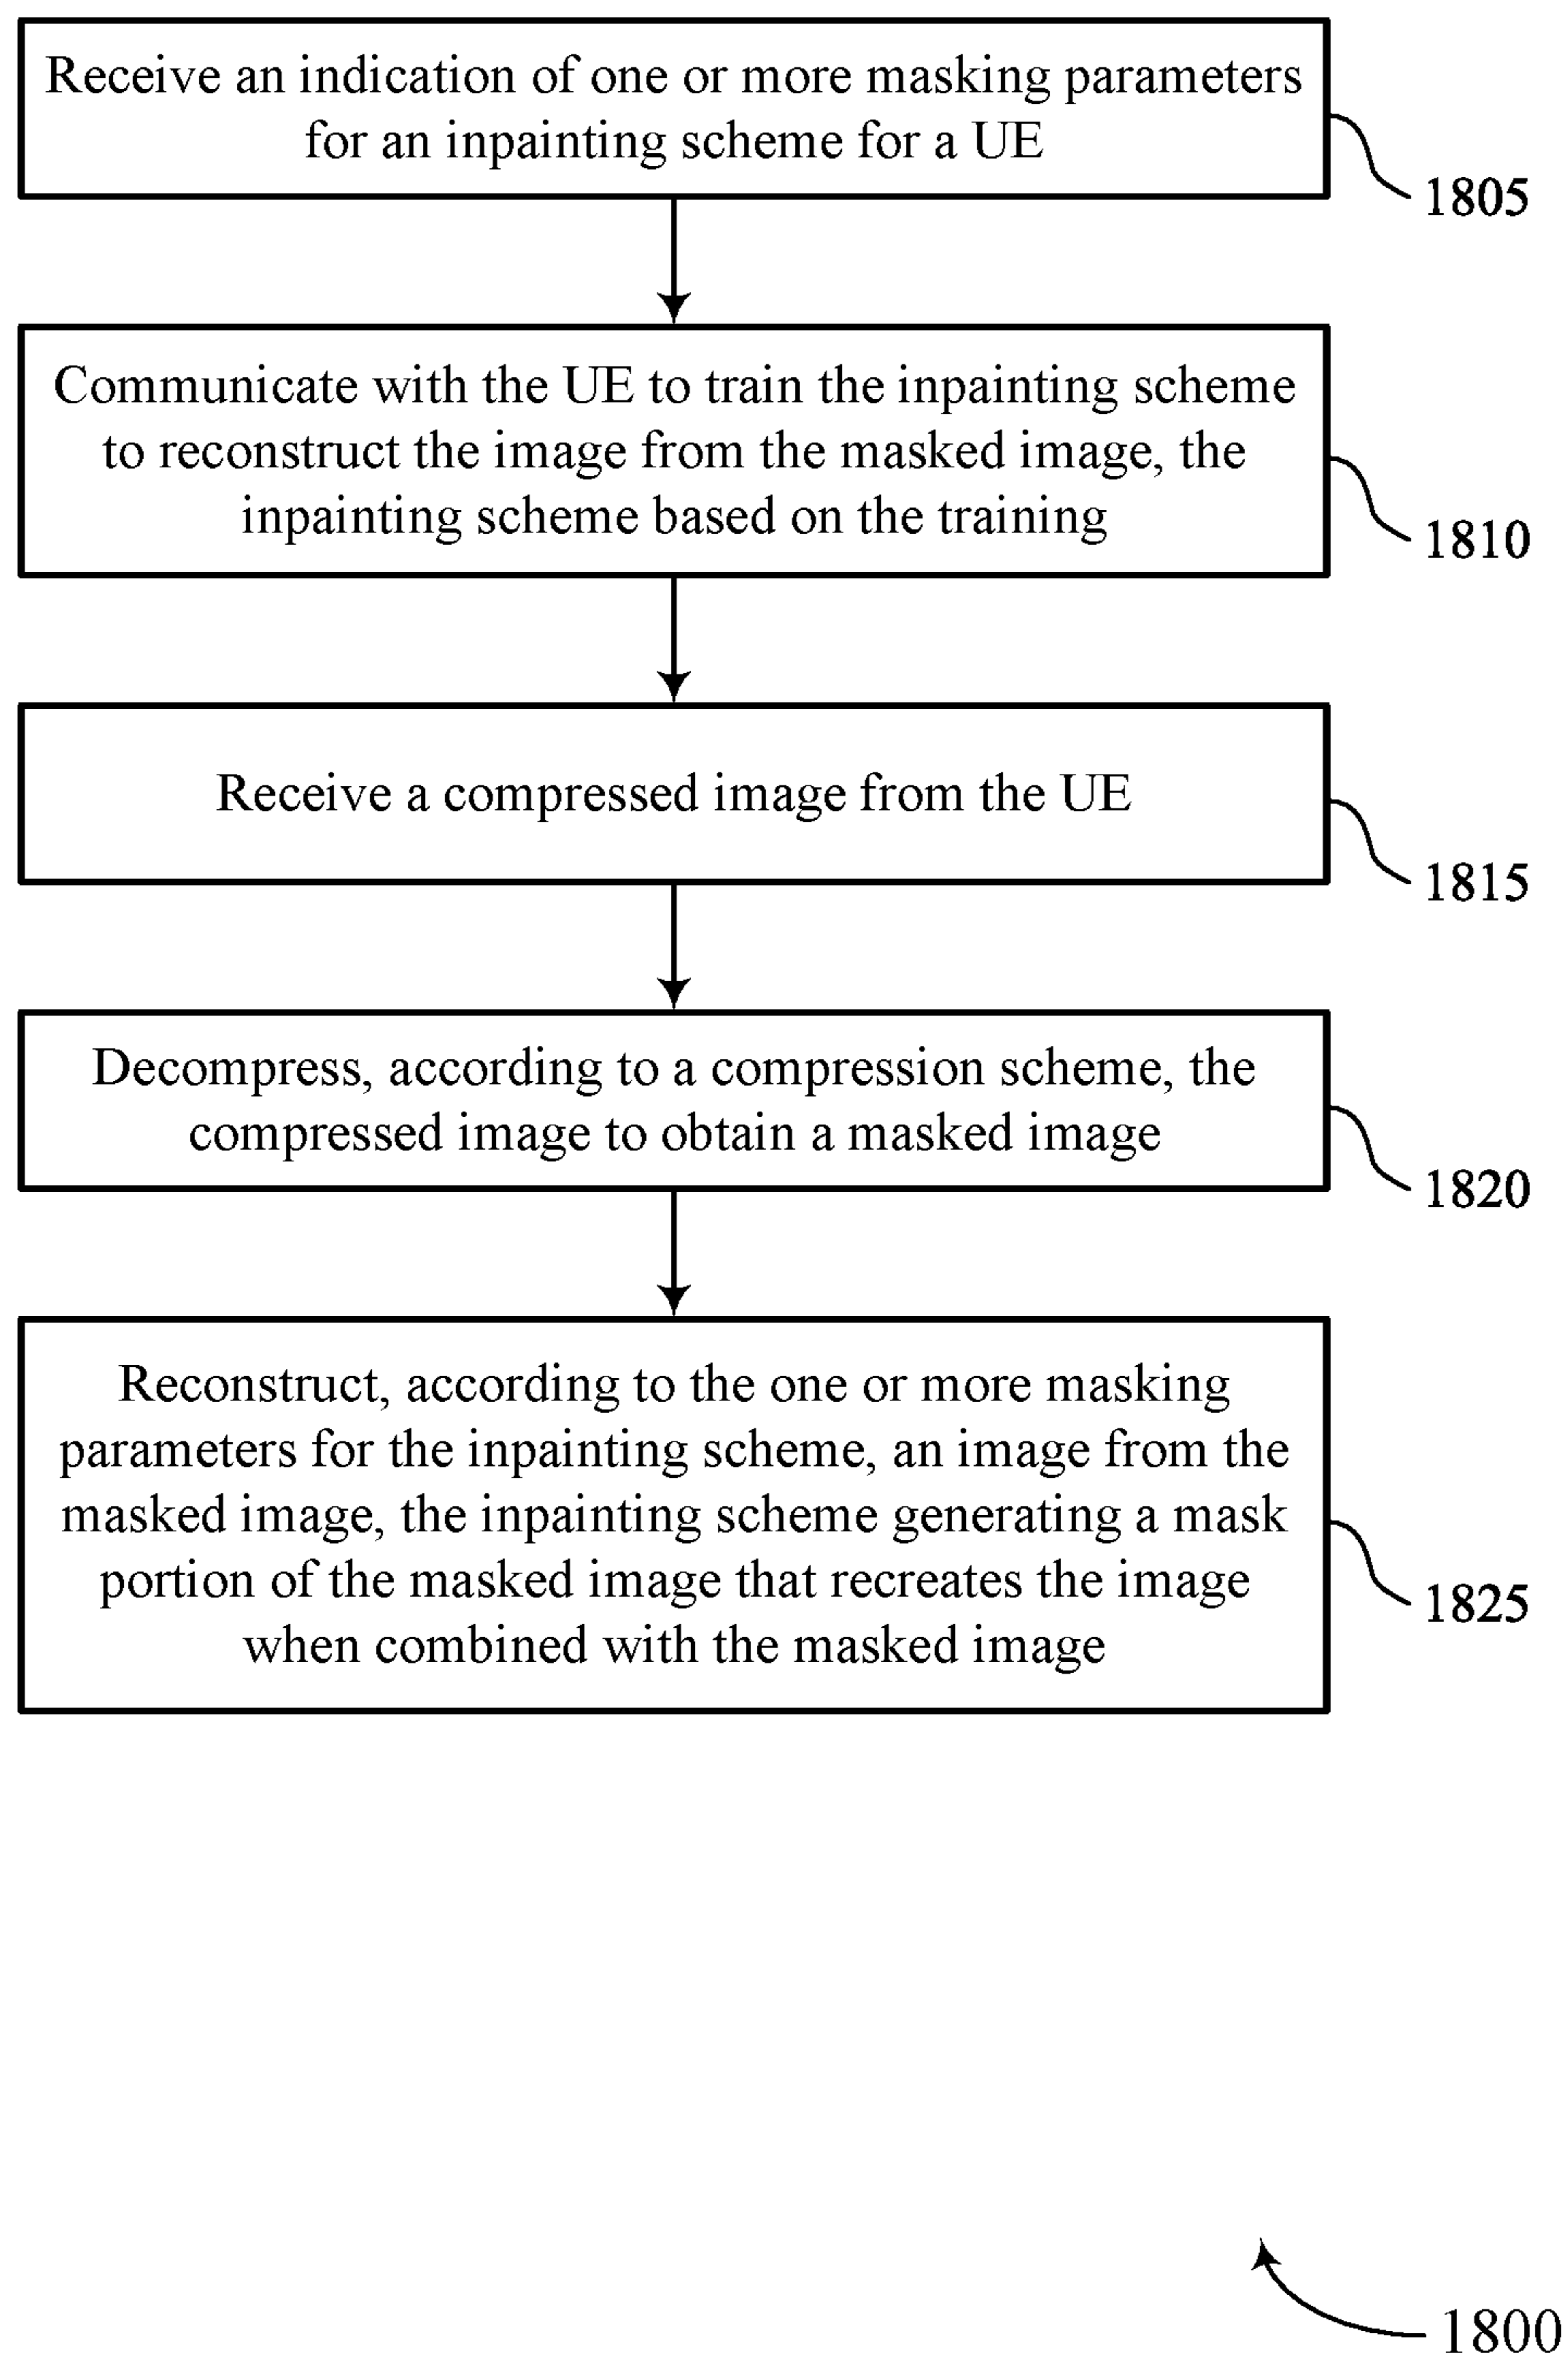 Receive an indication of one or more masking parameters
for an inpainting scheme for a UE
1805
Communicate with the UE to train the inpainting scheme
to reconstruct the image from the masked image, the
inpainting scheme based on the training
1810
Receive a compressed image from the UE
1815
Decompress, according to a compression scheme, the
compressed image to obtain a masked image
1820
Reconstruct, according to the one or more masking
parameters for the inpainting scheme, an image from the
masked image, the inpainting scheme generating a mask
portion of the masked image that recreates the image
when combined with the masked image
1825
1800